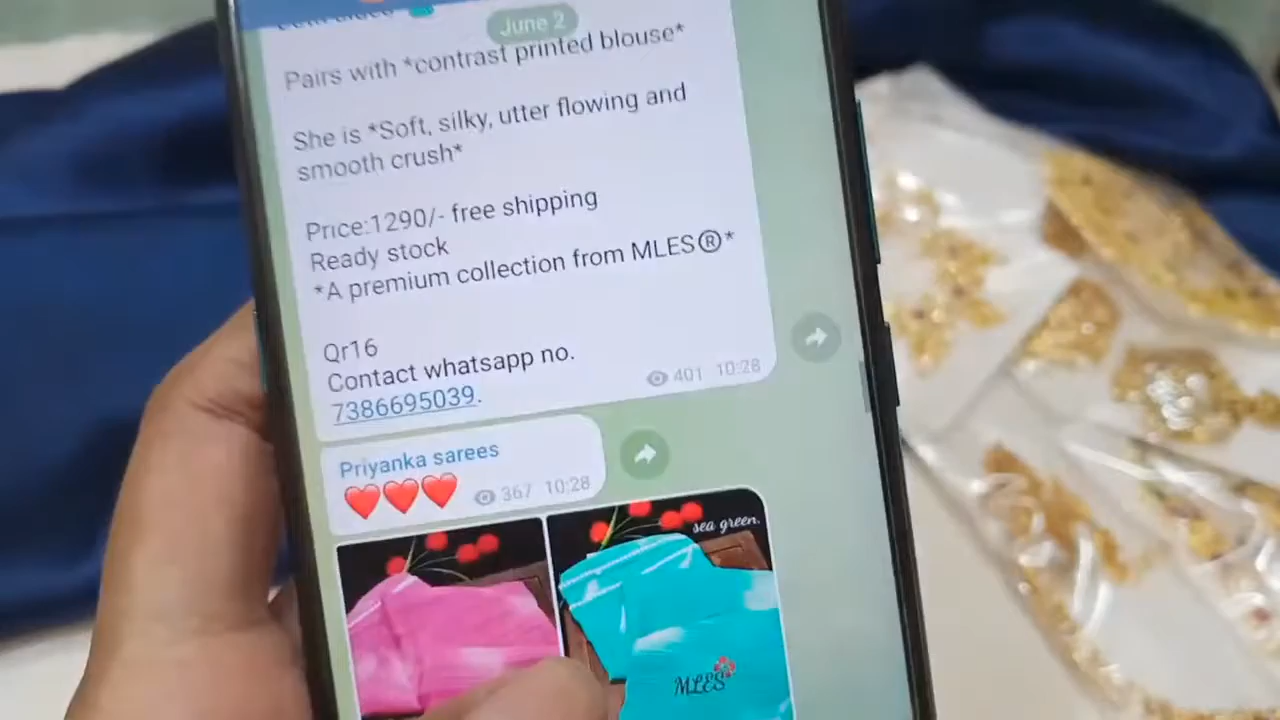 June 2
Pairs with *contrast printed blouse*
She is *Soft, silky, utter flowing and
smooth crush*
Price:1290/- free shipping
Ready stock
*A premium collection from MLES®*
Qr16
Contact whatsapp no.
7386695039.
401 10:28
Priyanka sarees
367 10:28
sea green.
MLES